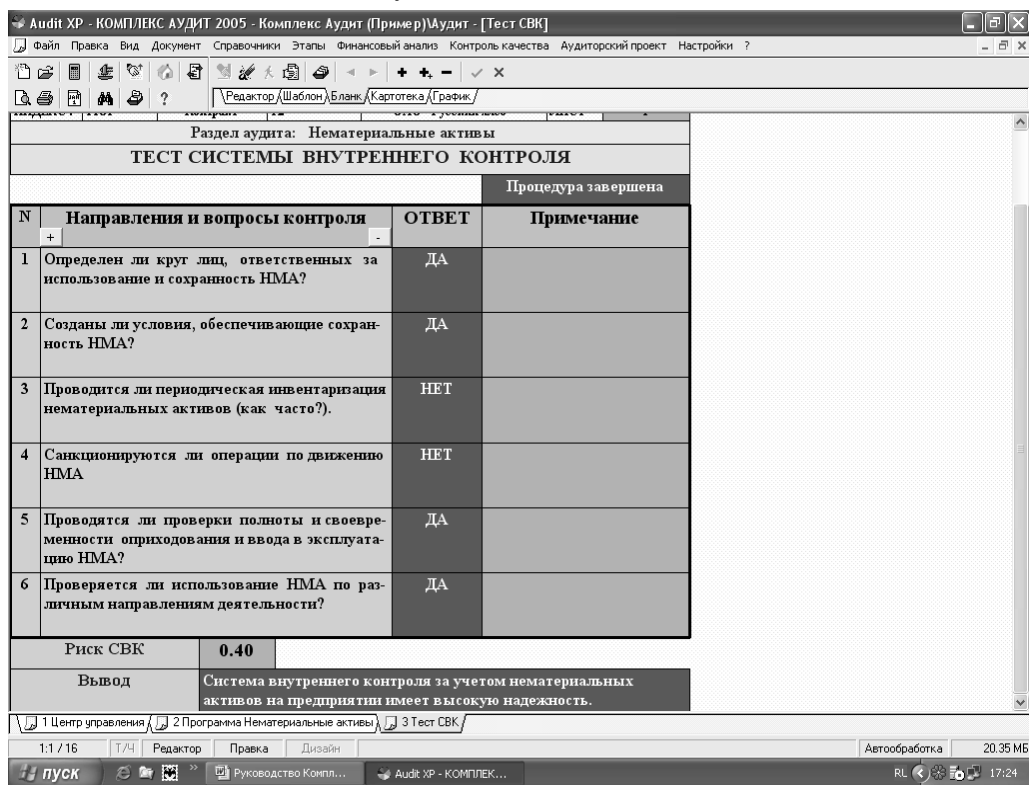 Audit XP - КОМПЛЕКС АУДИТ 2005 - Комплекс Аудит (Пример)\Аудит - [Тест СВК]
Файл Правка Вид Документ Справочники Этапы Финансовый анализ Контроль качества Аудиторский проект Настройки ?
Редактор Шаблон Бланк Картотека График
Раздел аудита: Нематериальные активы
ТЕСТ СИСТЕМЫ ВНУТРЕННЕГО КОНТРОЛЯ
Процедура завершена
N Направления и вопросы контроля ОТВЕТ Примечание
+ -
1 Определен ли круг лиц, ответственных за ДА
использование и сохранность НМА?
2 Созданы ли условия, обеспечивающие сохран- ДА
ность НМА?
3 Проводится ли периодическая инвентаризация НЕТ
нематериальных активов (как часто?).
4 Санкционируются ли операции по движению НЕТ
НМА
5 Проводятся ли проверки полноты и своевре- ДА
менности оприходования и ввода в эксплуата-
цию НМА?
6 Проверяется ли использование НМА по раз- ДА
личным направлениям деятельности?
Риск СВК 0.40
Вывод Система внутреннего контроля за учетом нематериальных
активов на предприятии имеет высокую надежность.
1 Центр управления 2 Программа Нематериальные активы 3 Тест СВК
1:1 / 16 Т/Ч Редактор Правка Дизайн Автообработка 20.35 МБ
пуск Руководство Компл... Audit XP - КОМПЛЕК... RL 17:24